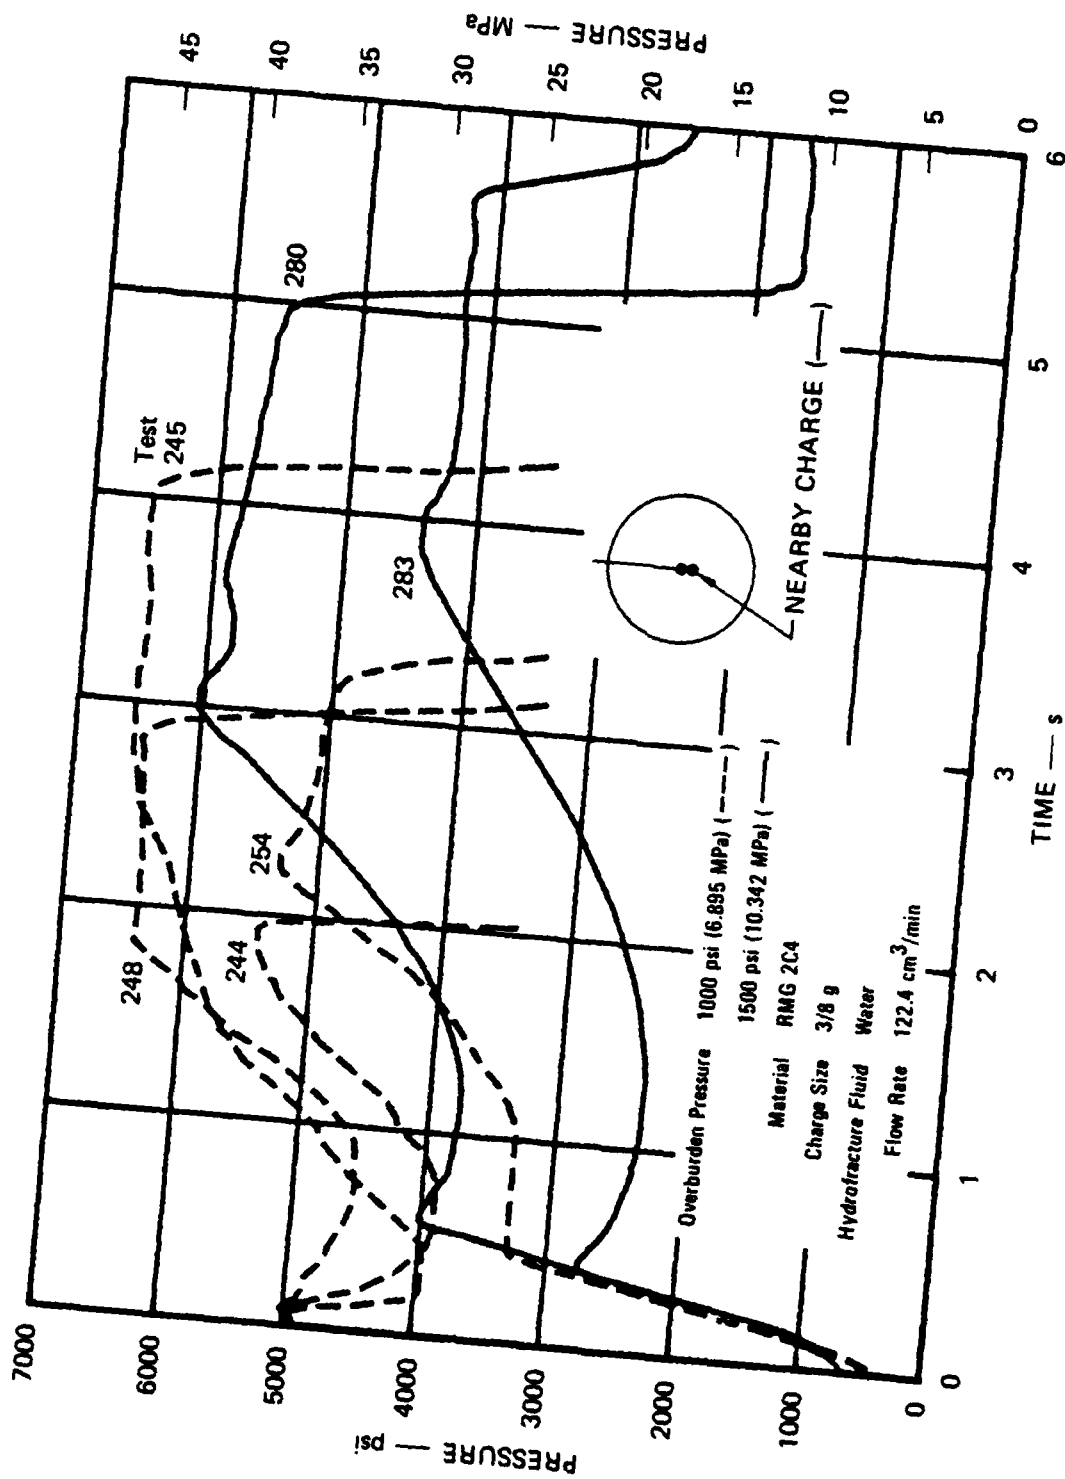 PRESSURE — psi
7000
6000
5000
4000
3000
2000
1000
0
PRESSURE — MPa
45
40
35
30
25
20
15
10
5
0
0
1
2
3
4
5
6
TIME — s
Test
245
248
244
254
280
283
NEARBY CHARGE (——)
Overburden Pressure 1000 psi (6.895 MPa) (– – – –)
1500 psi (10.342 MPa) (———)
Material RMG 2C4
Charge Size 3/8 g
Hydrofracture Fluid Water
Flow Rate 122.4 cm³/min